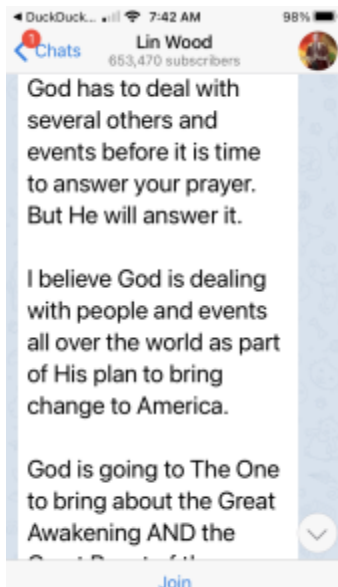 DuckDuck... 7:42 AM 98%
1
Chats Lin Wood
653,470 subscribers
God has to deal with
several others and
events before it is time
to answer your prayer.
But He will answer it.
I believe God is dealing
with people and events
all over the world as part
of His plan to bring
change to America.
God is going to The One
to bring about the Great
Awakening AND the
Join